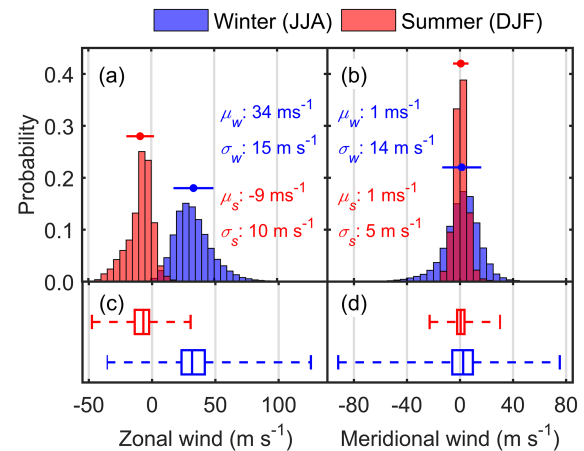 Winter (JJA) Summer (DJF)
Probability
0.4
0.3
0.2
0.1
0.0
(a)
μw: 34 ms-1
σw: 15 m s-1
μs: -9 ms-1
σs: 10 m s-1
(b)
μw: 1 ms-1
σw: 14 m s-1
μs: 1 ms-1
σs: 5 m s-1
(c)
(d)
-50 0 50 100
Zonal wind (m s-1)
-80 -40 0 40 80
Meridional wind (m s-1)